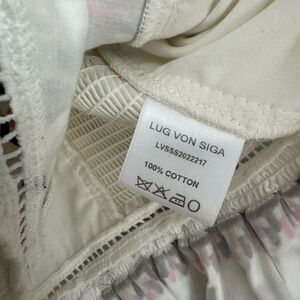 LUG VON SIGA
LVSSS2022217
100% COTTON